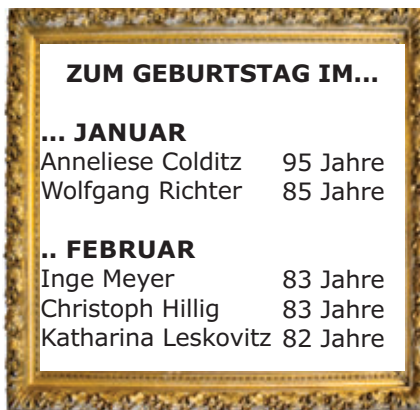 ZUM GEBURTSTAG IM...
... JANUAR
Anneliese Colditz 95 Jahre
Wolfgang Richter 85 Jahre
.. FEBRUAR
Inge Meyer 83 Jahre
Christoph Hillig 83 Jahre
Katharina Leskovitz 82 Jahre